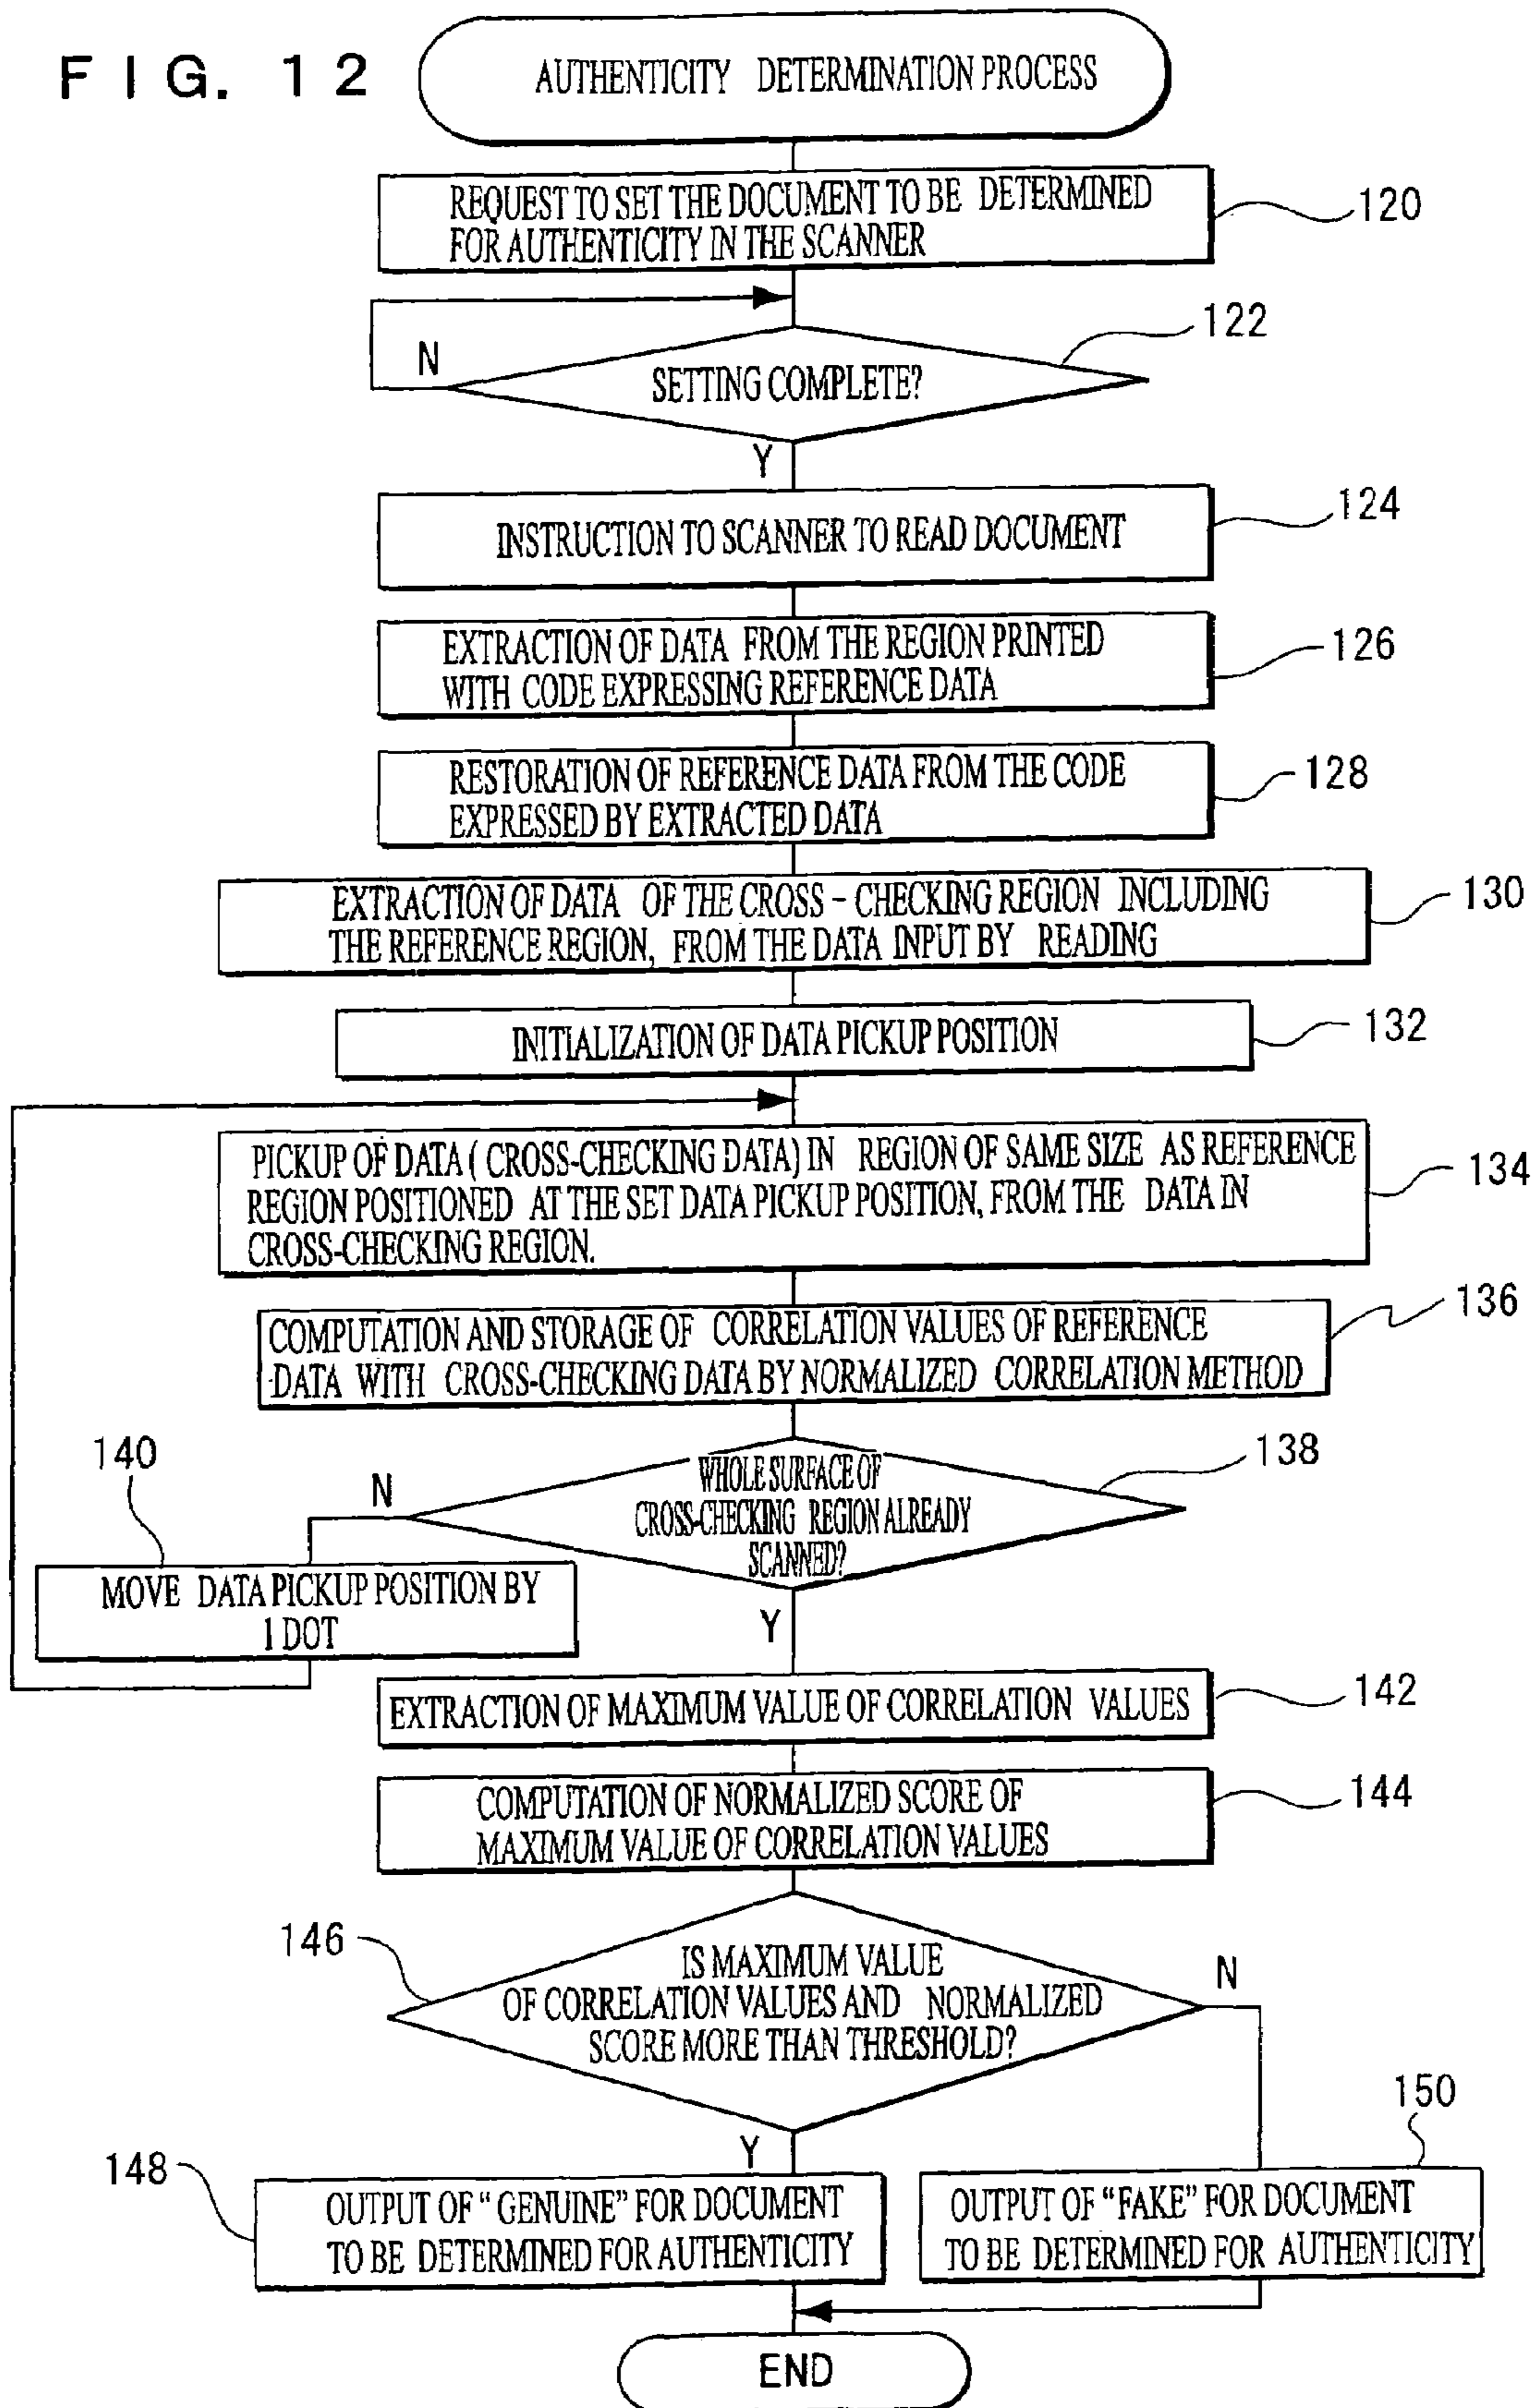 FIG. 12
AUTHENTICITY DETERMINATION PROCESS
REQUEST TO SET THE DOCUMENT TO BE DETERMINED
FOR AUTHENTICITY IN THE SCANNER
120
122
N
SETTING COMPLETE?
Y
INSTRUCTION TO SCANNER TO READ DOCUMENT
124
EXTRACTION OF DATA FROM THE REGION PRINTED
WITH CODE EXPRESSING REFERENCE DATA
126
RESTORATION OF REFERENCE DATA FROM THE CODE
EXPRESSED BY EXTRACTED DATA
128
EXTRACTION OF DATA OF THE CROSS-CHECKING REGION INCLUDING
THE REFERENCE REGION, FROM THE DATA INPUT BY READING
130
INITIALIZATION OF DATA PICKUP POSITION
132
PICKUP OF DATA (CROSS-CHECKING DATA) IN REGION OF SAME SIZE AS REFERENCE
REGION POSITIONED AT THE SET DATA PICKUP POSITION, FROM THE DATA IN
CROSS-CHECKING REGION.
134
COMPUTATION AND STORAGE OF CORRELATION VALUES OF REFERENCE
DATA WITH CROSS-CHECKING DATA BY NORMALIZED CORRELATION METHOD
136
140
N
WHOLE SURFACE OF
CROSS-CHECKING REGION ALREADY
SCANNED?
138
MOVE DATA PICKUP POSITION BY
1 DOT
Y
EXTRACTION OF MAXIMUM VALUE OF CORRELATION VALUES
142
COMPUTATION OF NORMALIZED SCORE OF
MAXIMUM VALUE OF CORRELATION VALUES
144
146
IS MAXIMUM VALUE
OF CORRELATION VALUES AND NORMALIZED
SCORE MORE THAN THRESHOLD?
N
Y
148
OUTPUT OF "GENUINE" FOR DOCUMENT
TO BE DETERMINED FOR AUTHENTICITY
150
OUTPUT OF "FAKE" FOR DOCUMENT
TO BE DETERMINED FOR AUTHENTICITY
END